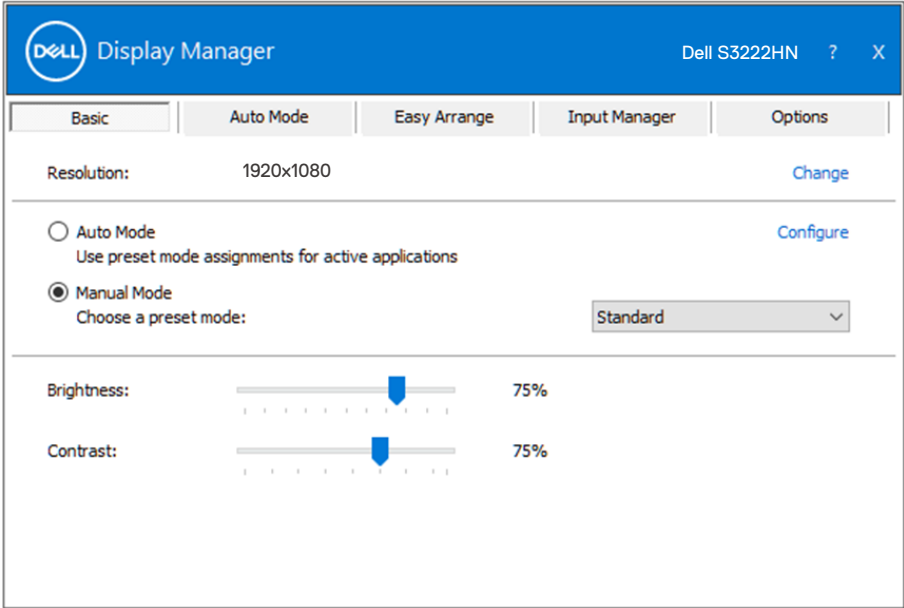 DELL Display Manager Dell S3222HN ? X
Basic Auto Mode Easy Arrange Input Manager Options
Resolution: 1920x1080 Change
Auto Mode Configure
Use preset mode assignments for active applications
Manual Mode
Choose a preset mode: Standard
Brightness: 75%
Contrast: 75%